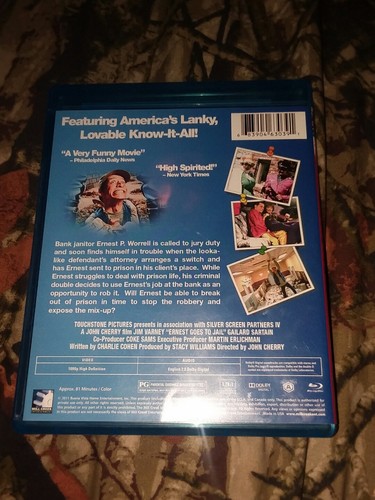 Featuring America's Lanky,
Lovable Know-It-All!
"A Very Funny Movie"
– Philadelphia Daily News
"High Spirited!"
– New York Times
Bank janitor Ernest P. Worrell is called to jury duty
and soon finds himself in trouble when the looka-
like defendant's attorney arranges a switch and
has Ernest sent to prison in his client's place. While
Ernest struggles to deal with prison life, his criminal
double decides to use Ernest's job at the bank as an
opportunity to rob it. Will Ernest be able to break
out of prison in time to stop the robbery and
expose the mix-up?
TOUCHSTONE PICTURES presents in association with SILVER SCREEN PARTNERS IV
A JOHN CHERRY film JIM VARNEY "ERNEST GOES TO JAIL" GAILARD SARTAIN
Co-Producer COKE SAMS Executive Producer MARTIN ERLICHMAN
Written by CHARLIE COHEN Produced by STACY WILLIAMS Directed by JOHN CHERRY
VIDEO
AUDIO
1080p High Definition
English 2.0 Dolby Digital
Approx. 81 Minutes / Color
PG
DOLBY
Blu-ray